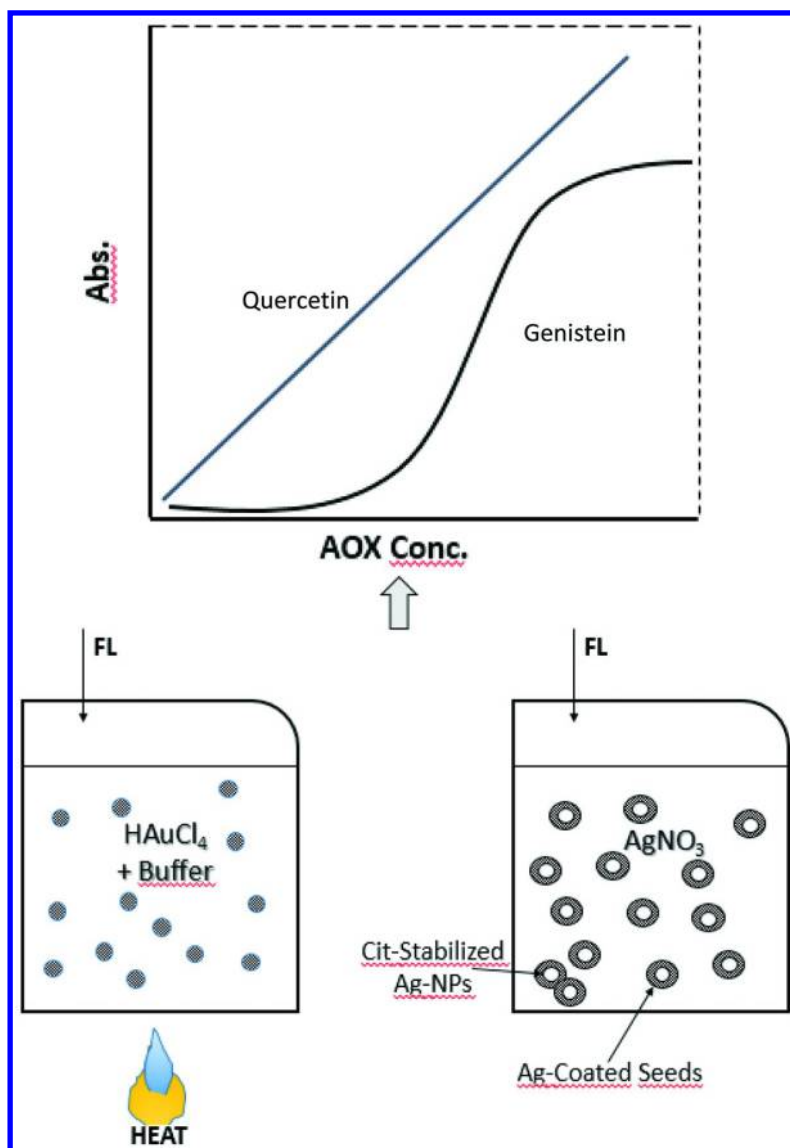 Abs.
Quercetin
Genistein
AOX Conc.
FL
FL
HAuCl₄
+ Buffer
AgNO₃
Cit-Stabilized
Ag-NPs
Ag-Coated Seeds
HEAT